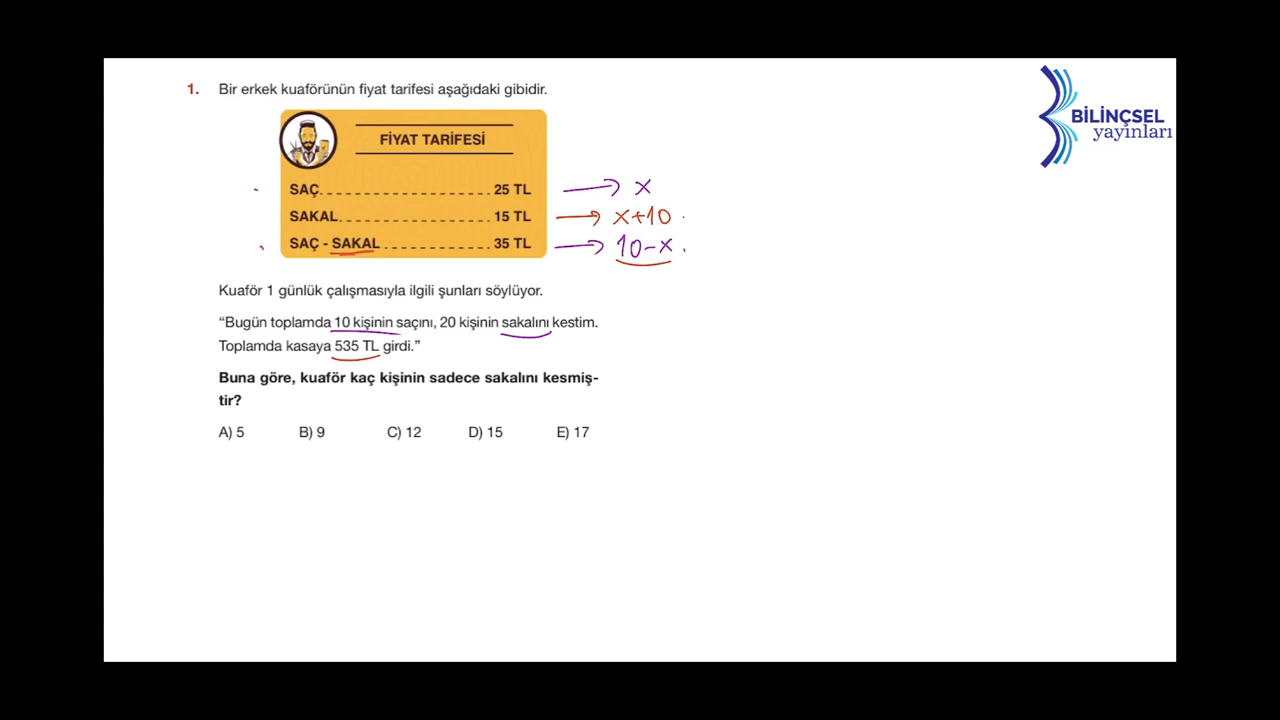 BİLİNÇSEL
yayınları
1. Bir erkek kuaförünün fiyat tarifesi aşağıdaki gibidir.
FİYAT TARİFESİ
SAÇ. 25 TL → x
SAKAL. 15 TL → x+10
SAÇ - SAKAL 35 TL → 10-x
Kuaför 1 günlük çalışmasıyla ilgili şunları söylüyor.
“Bugün toplamda 10 kişinin saçını, 20 kişinin sakalını kestim.
Toplamda kasaya 535 TL girdi.”
Buna göre, kuaför kaç kişinin sadece sakalını kesmiş-
tir?
A) 5 B) 9 C) 12 D) 15 E) 17